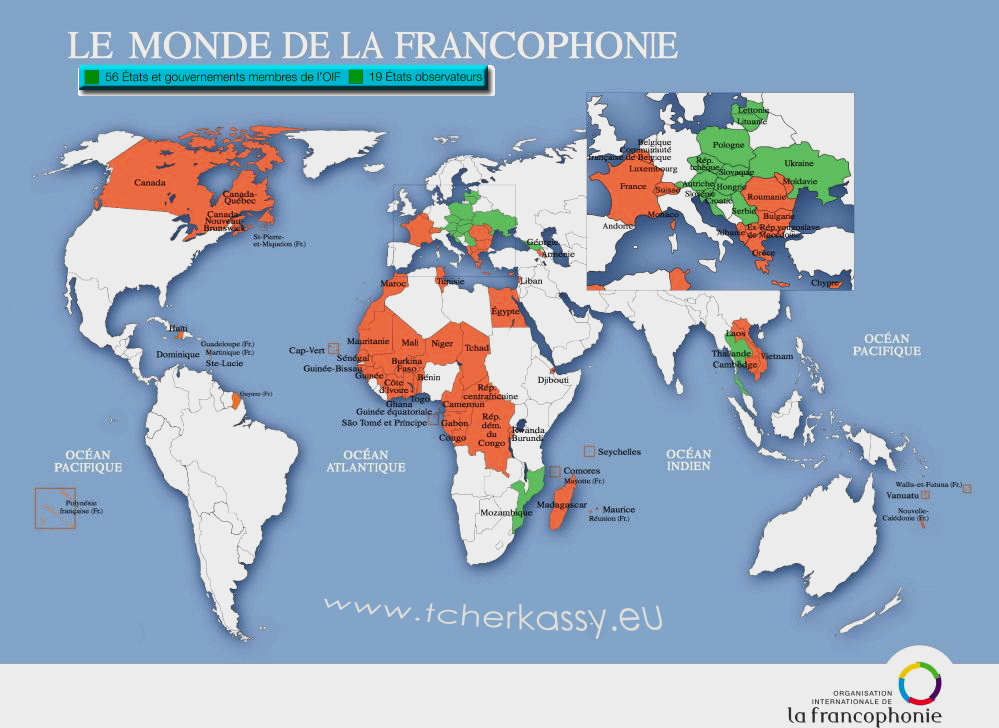 LE MONDE DE LA FRANCOPHONIE
56 États et gouvernements membres de l'OIF
19 États observateurs
Lettonie
Lituanie
Belgique
Communauté
française de Belgique
Luxembourg
Pologne
Rép.
tchèque
Slovaquie
Ukraine
Moldavie
France
Suisse
Autriche
Hongrie
Slovénie
Croatie
Roumanie
Serbie
Bulgarie
Monaco
Andorre
Albanie
Ex-Rép.yougoslave
de Macédoine
Grèce
Chypre
Canada
Canada-
Québec
Canada-
Nouveau-
Brunswick
St-Pierre-
et-Miquelon (Fr.)
Géorgie
Arménie
Maroc
Tunisie
Liban
Égypte
Haïti
Guadeloupe (Fr.)
Dominique
Martinique (Fr.)
Ste-Lucie
Guyane (Fr.)
Cap-Vert
Mauritanie
Mali
Niger
Tchad
Sénégal
Guinée-Bissau
Guinée
Burkina
Faso
Côte
d'Ivoire
Bénin
Togo
Ghana
Guinée équatoriale
São Tomé et Príncipe
Cameroun
Rép.
centrafricaine
Gabon
Congo
Rép.
dém.
du
Congo
Rwanda
Burundi
Djibouti
Laos
Thaïlande
Cambodge
Vietnam
OCÉAN
PACIFIQUE
OCÉAN
PACIFIQUE
OCÉAN
ATLANTIQUE
OCÉAN
INDIEN
Seychelles
Comores
Mayotte (Fr.)
Madagascar
Mozambique
Maurice
Réunion (Fr.)
Polynésie
française (Fr.)
Wallis-et-Futuna (Fr.)
Vanuatu
Nouvelle-
Calédonie (Fr.)
www.tcherkassy.eu
ORGANISATION
INTERNATIONALE DE
la francophonie